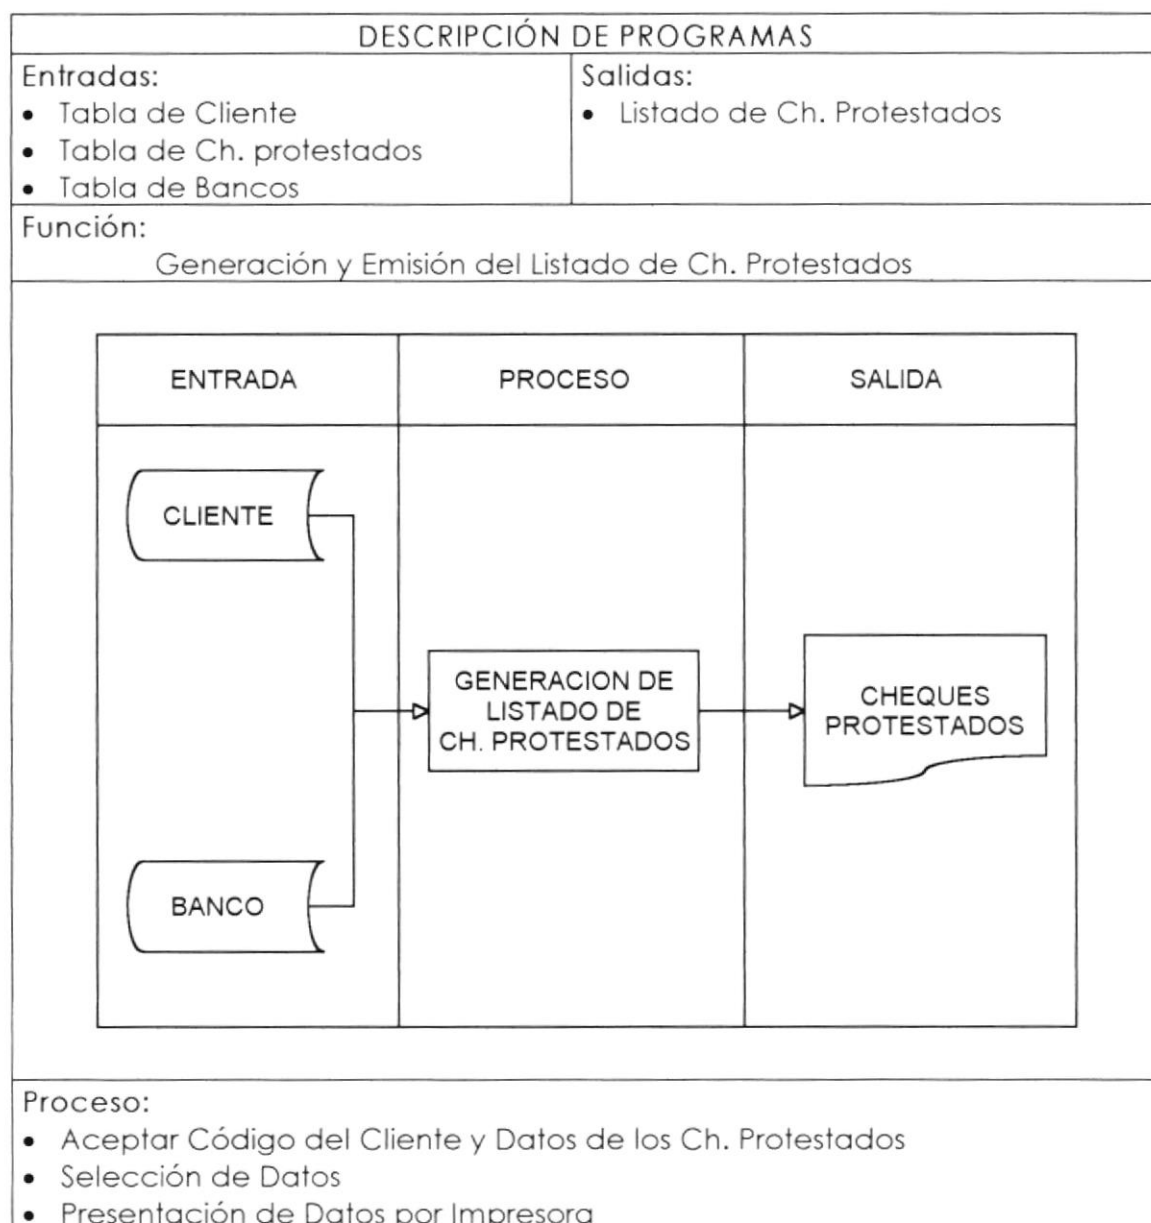 DESCRIPCIÓN DE PROGRAMAS
Entradas:
• Tabla de Cliente
• Tabla de Ch. protestados
• Tabla de Bancos
Salidas:
• Listado de Ch. Protestados
Función:
Generación y Emisión del Listado de Ch. Protestados
ENTRADA
PROCESO
SALIDA
CLIENTE
GENERACION DE
LISTADO DE
CH. PROTESTADOS
CHEQUES
PROTESTADOS
BANCO
Proceso:
• Aceptar Código del Cliente y Datos de los Ch. Protestados
• Selección de Datos
• Presentación de Datos por Impresora